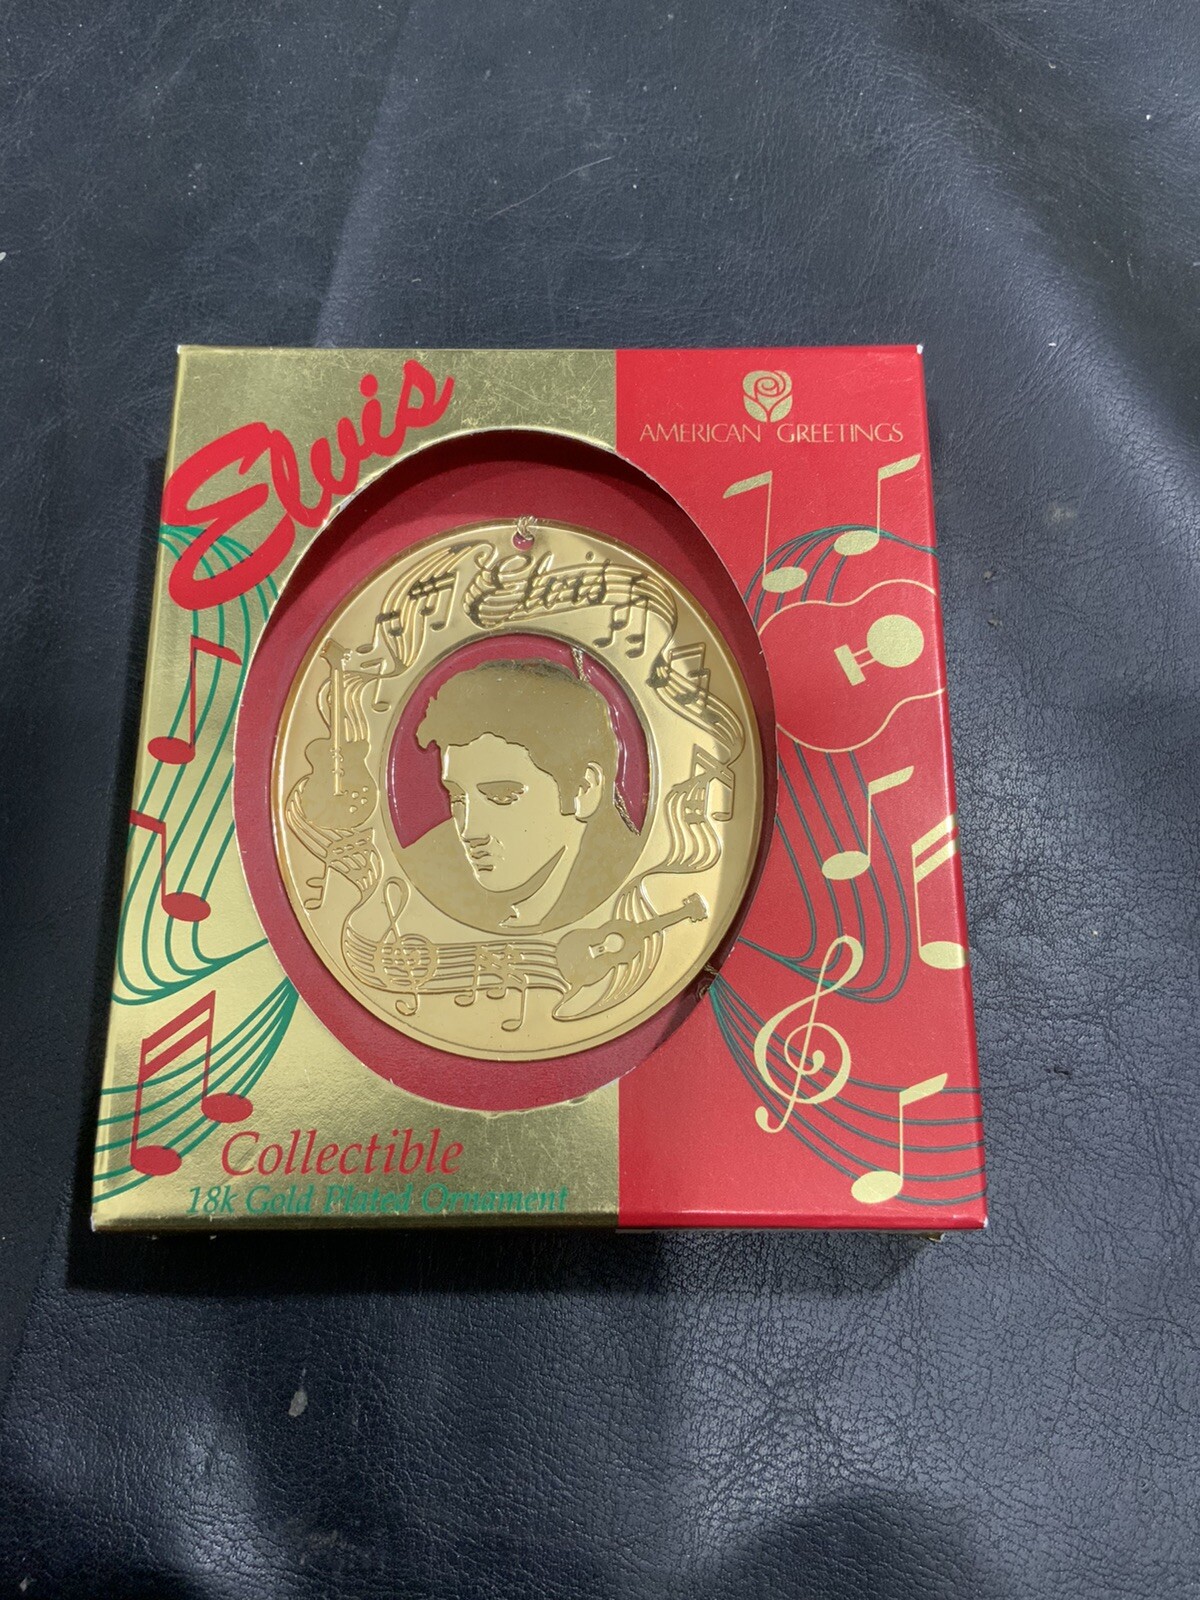 Elvis
AMERICAN GREETINGS
Elvis
Collectible
18k Gold Plated Ornament